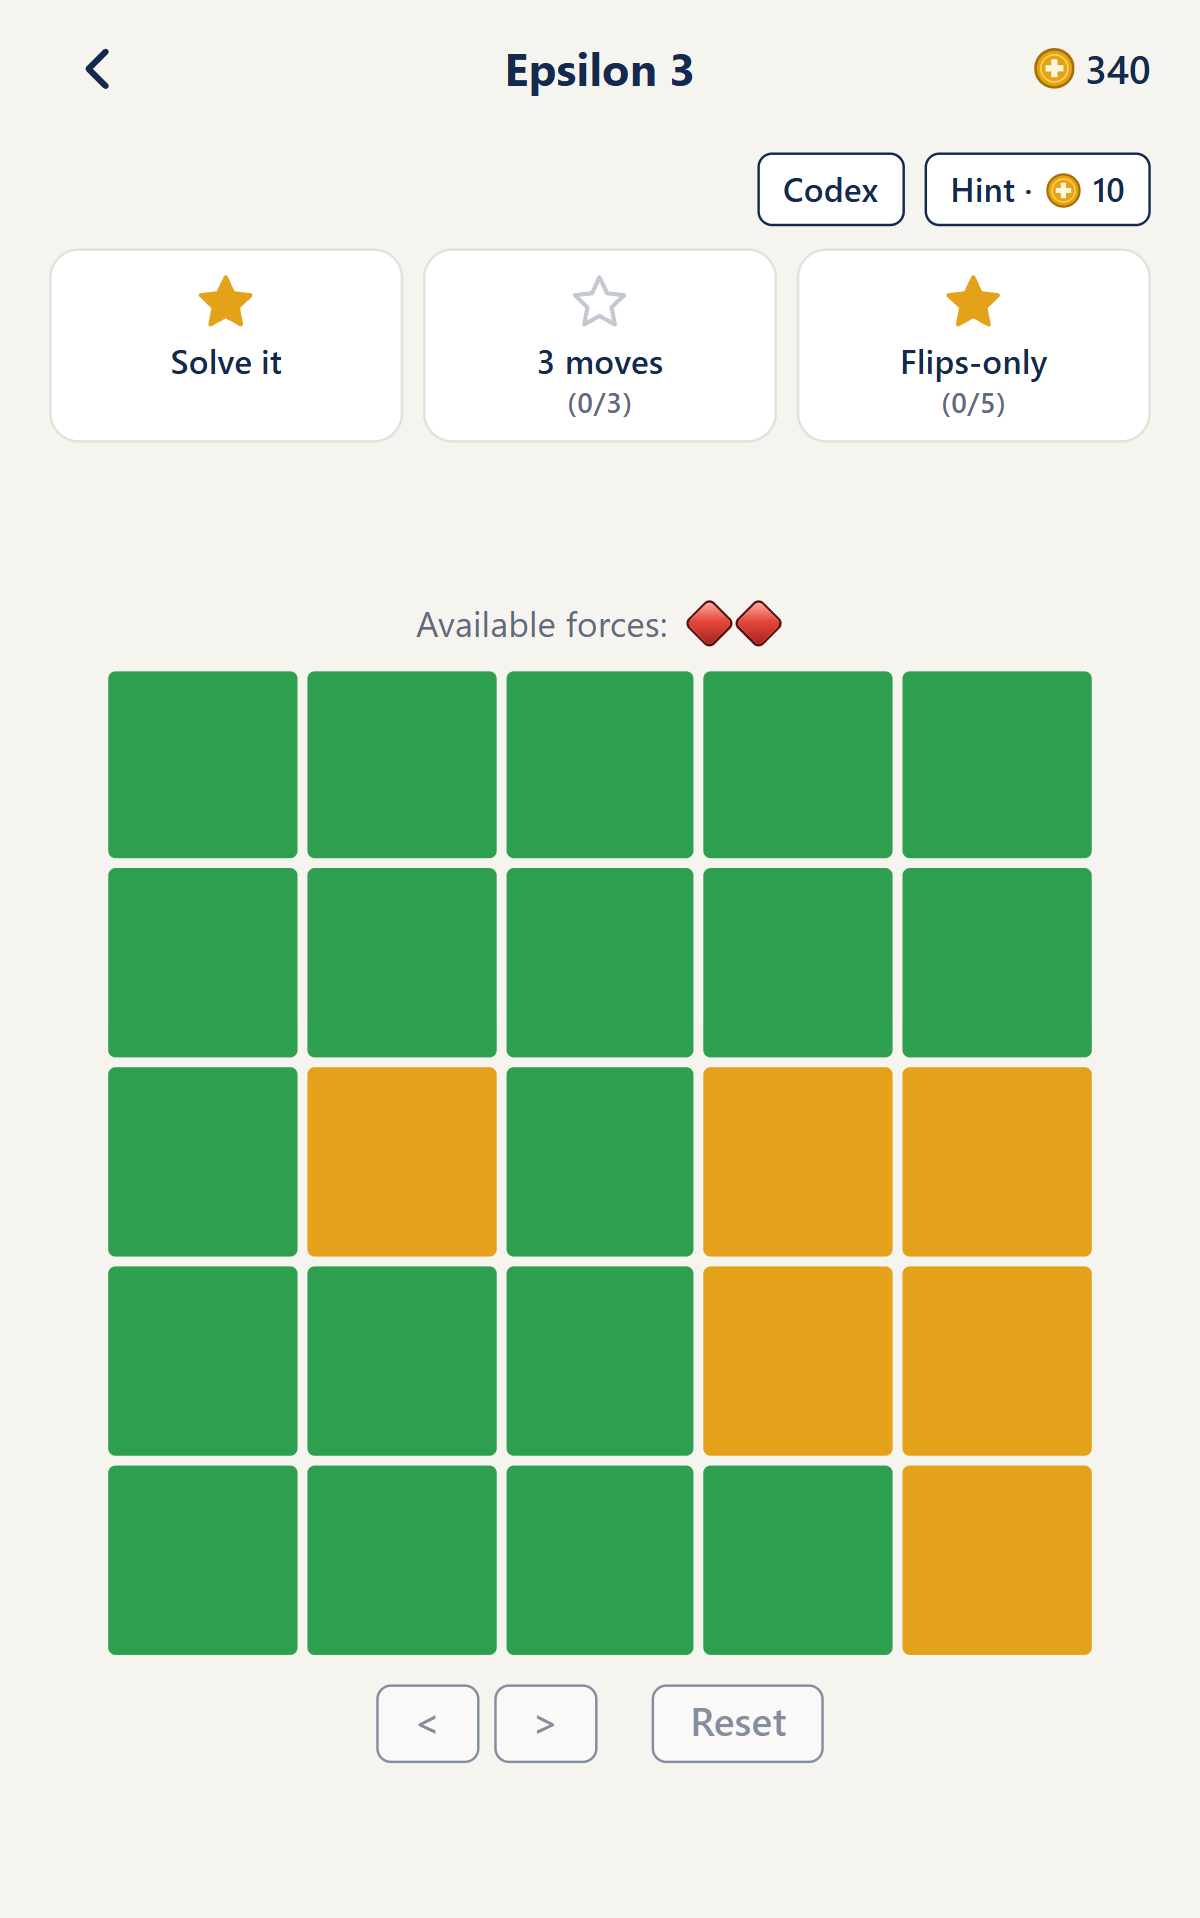 Epsilon 3
340
Codex
Hint · 10
Solve it
3 moves
(0/3)
Flips-only
(0/5)
Available forces:
<
>
Reset